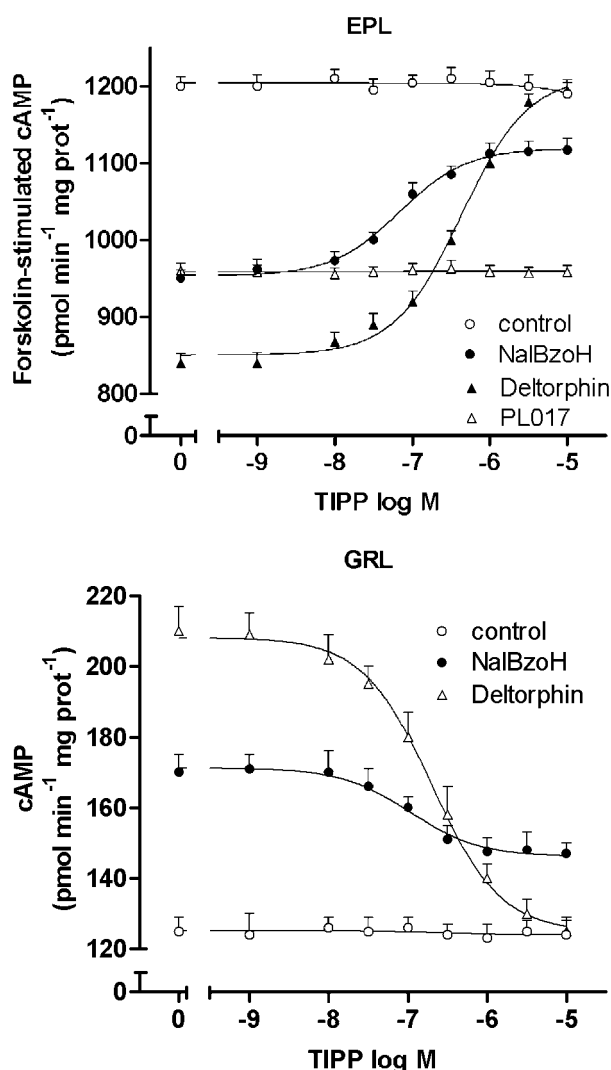 EPL
Forskolin-stimulated cAMP
(pmol min⁻¹ mg prot⁻¹)
1200
1100
1000
900
800
0
control
NalBzoH
Deltorphin
PL017
0 -9 -8 -7 -6 -5
TIPP log M
GRL
cAMP
(pmol min⁻¹ mg prot⁻¹)
220
200
180
160
140
120
0
control
NalBzoH
Deltorphin
0 -9 -8 -7 -6 -5
TIPP log M